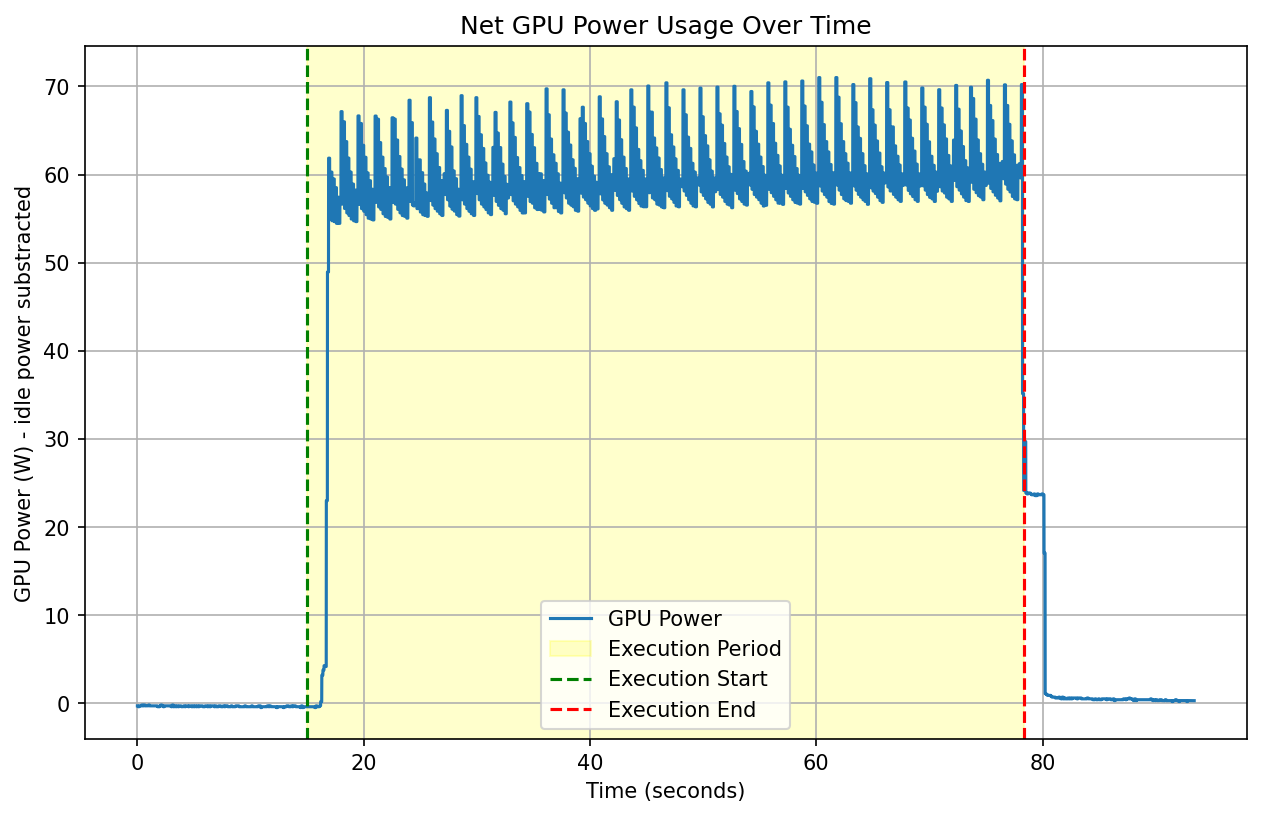 Net GPU Power Usage Over Time
GPU Power (W) - idle power substracted
70
60
50
40
30
20
10
0
GPU Power
Execution Period
Execution Start
Execution End
0
20
40
60
80
Time (seconds)